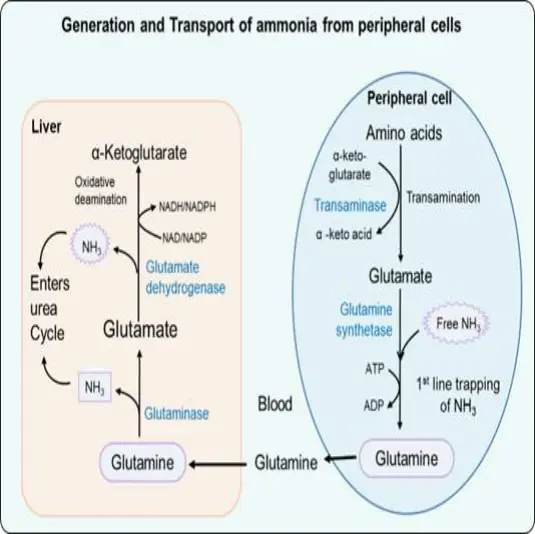 Generation and Transport of ammonia from peripheral cells
Liver
α-Ketoglutarate
Oxidative
deamination
NADH/NADPH
NAD/NADP
NH3
Glutamate
dehydrogenase
Enters
urea
Cycle
Glutamate
NH3
Glutaminase
Glutamine
Blood
Glutamine
Peripheral cell
Amino acids
α-keto-
glutarate
Transaminase
Transamination
α -keto acid
Glutamate
Glutamine
synthetase
Free NH3
ATP
ADP
1st line trapping
of NH3
Glutamine